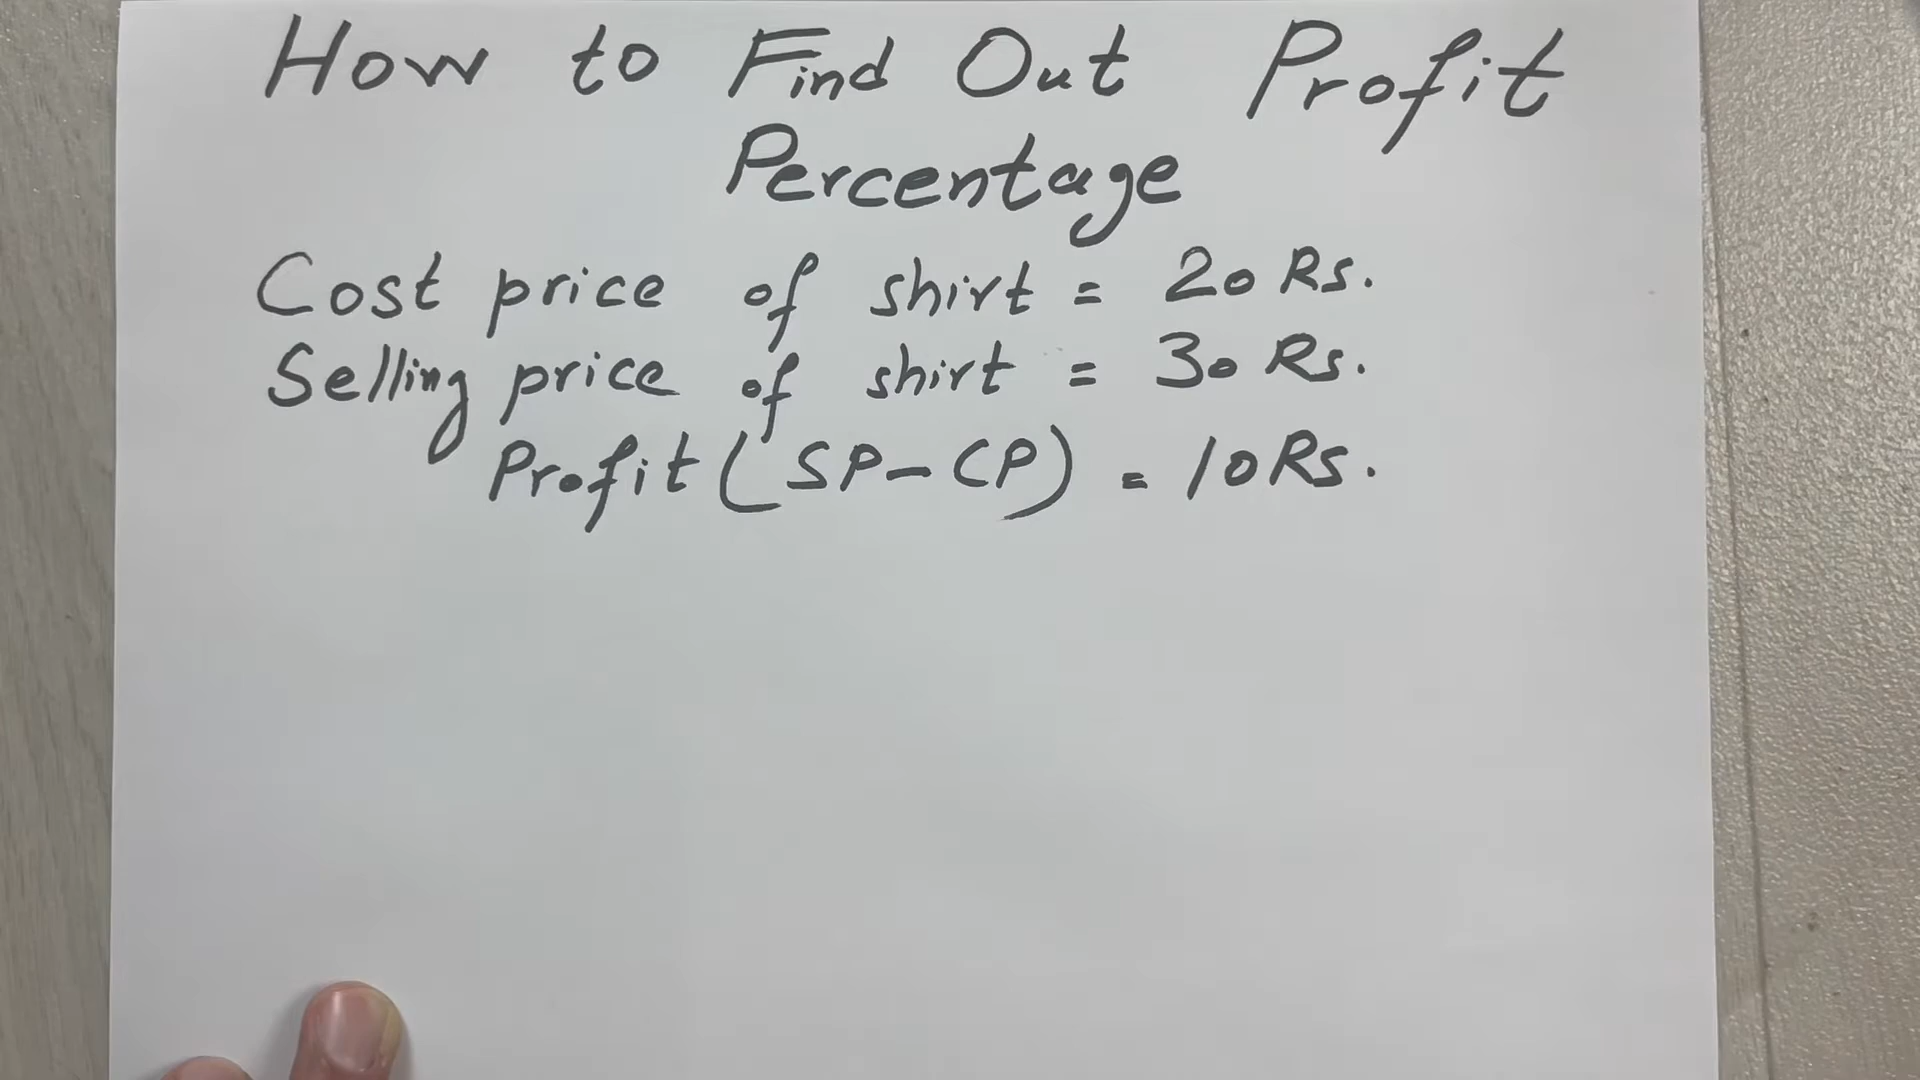 How to Find Out Profit
Percentage
Cost price of shirt = 20 Rs.
Selling price of shirt = 30 Rs.
Profit (SP-CP) = 10 Rs.